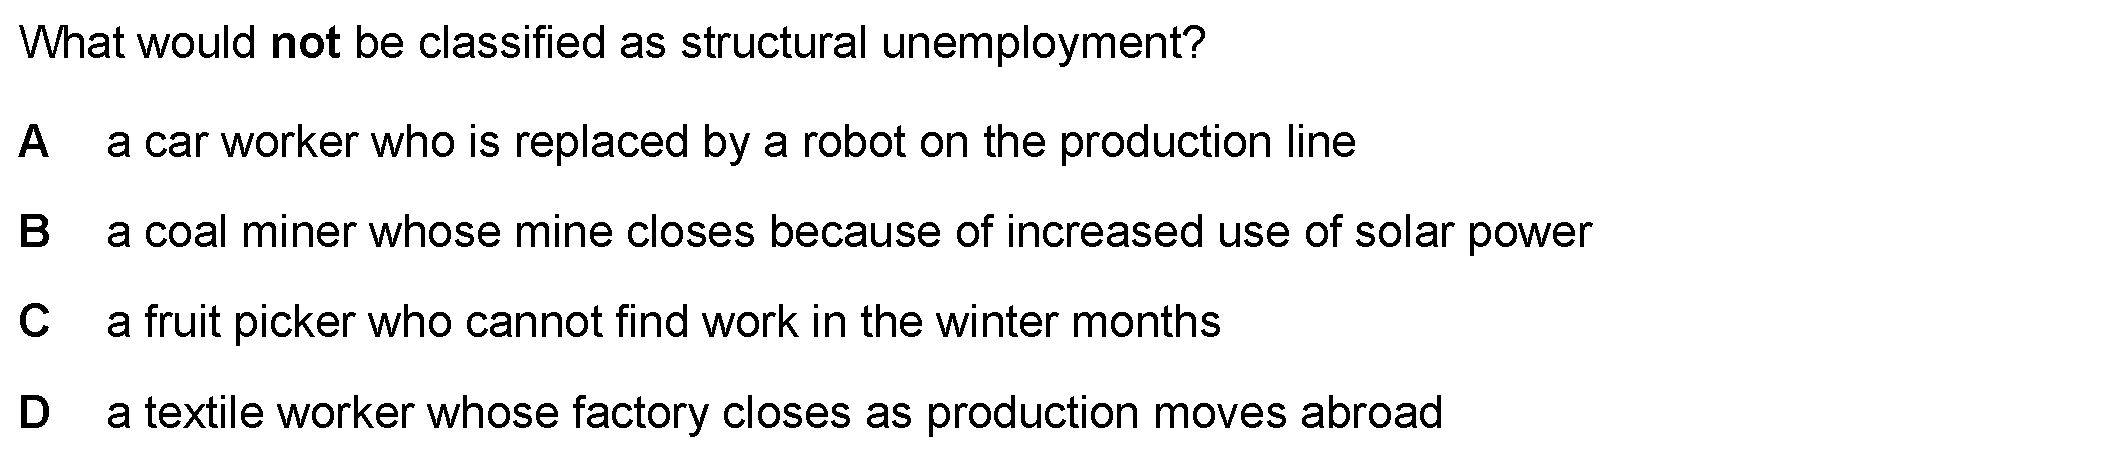 What would not be classified as structural unemployment?
A a car worker who is replaced by a robot on the production line
B a coal miner whose mine closes because of increased use of solar power
C a fruit picker who cannot find work in the winter months
D a textile worker whose factory closes as production moves abroad